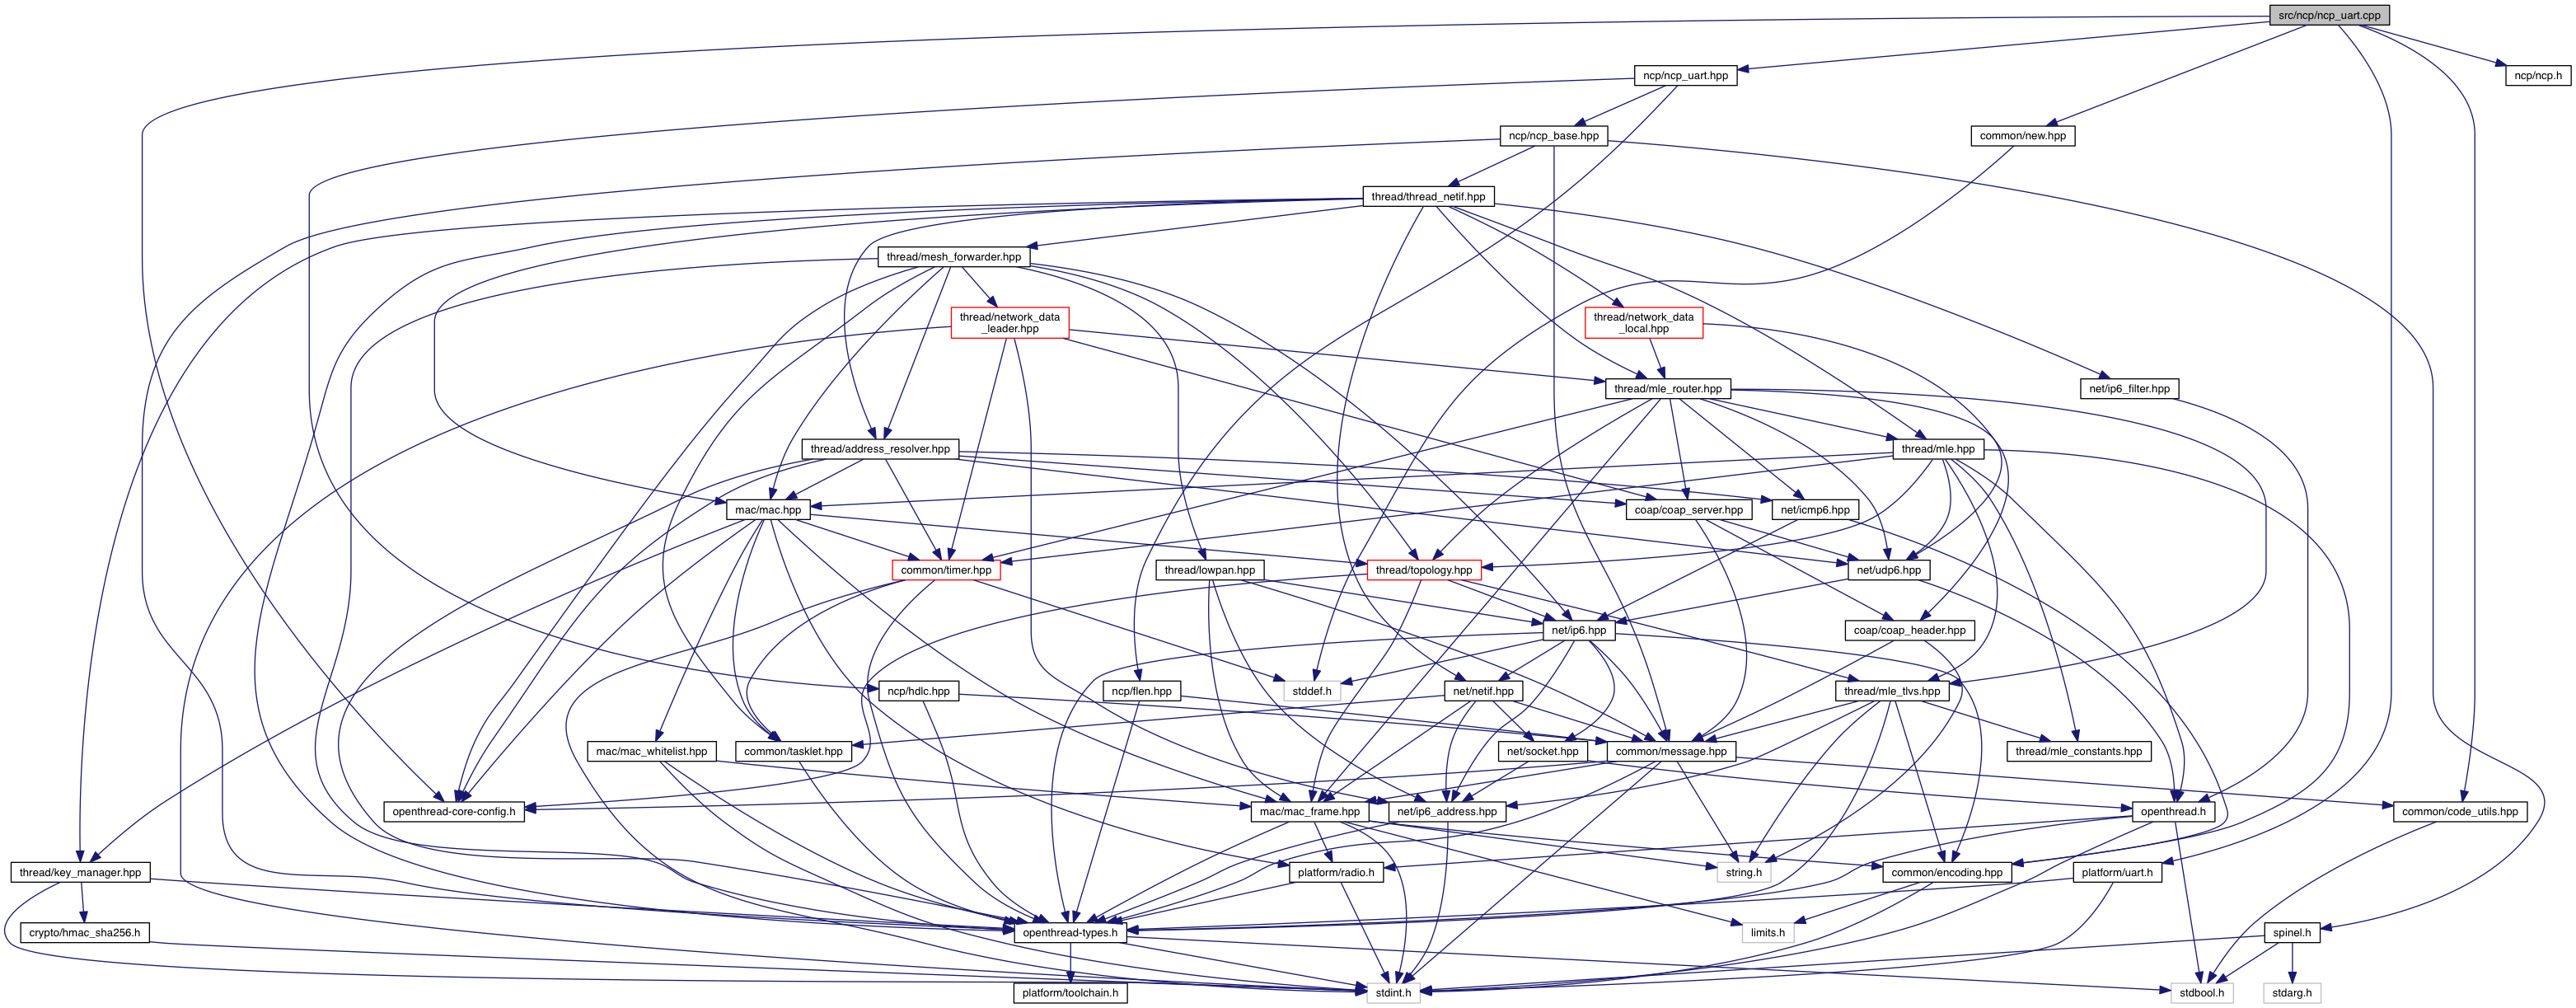 src/ncp/ncp_uart.cpp
ncp/ncp_uart.hpp
ncp/ncp.h
ncp/ncp_base.hpp
common/new.hpp
thread/thread_netif.hpp
thread/mesh_forwarder.hpp
thread/network_data
_leader.hpp
thread/network_data
_local.hpp
thread/mle_router.hpp
net/ip6_filter.hpp
thread/address_resolver.hpp
thread/mle.hpp
mac/mac.hpp
coap/coap_server.hpp
net/icmp6.hpp
common/timer.hpp
thread/lowpan.hpp
thread/topology.hpp
net/udp6.hpp
net/ip6.hpp
coap/coap_header.hpp
ncp/hdlc.hpp
ncp/flen.hpp
stddef.h
net/netif.hpp
thread/mle_tlvs.hpp
mac/mac_whitelist.hpp
common/tasklet.hpp
net/socket.hpp
common/message.hpp
thread/mle_constants.hpp
openthread-core-config.h
mac/mac_frame.hpp
net/ip6_address.hpp
openthread.h
common/code_utils.hpp
thread/key_manager.hpp
platform/radio.h
string.h
common/encoding.hpp
platform/uart.h
crypto/hmac_sha256.h
openthread-types.h
limits.h
spinel.h
platform/toolchain.h
stdint.h
stdbool.h
stdarg.h